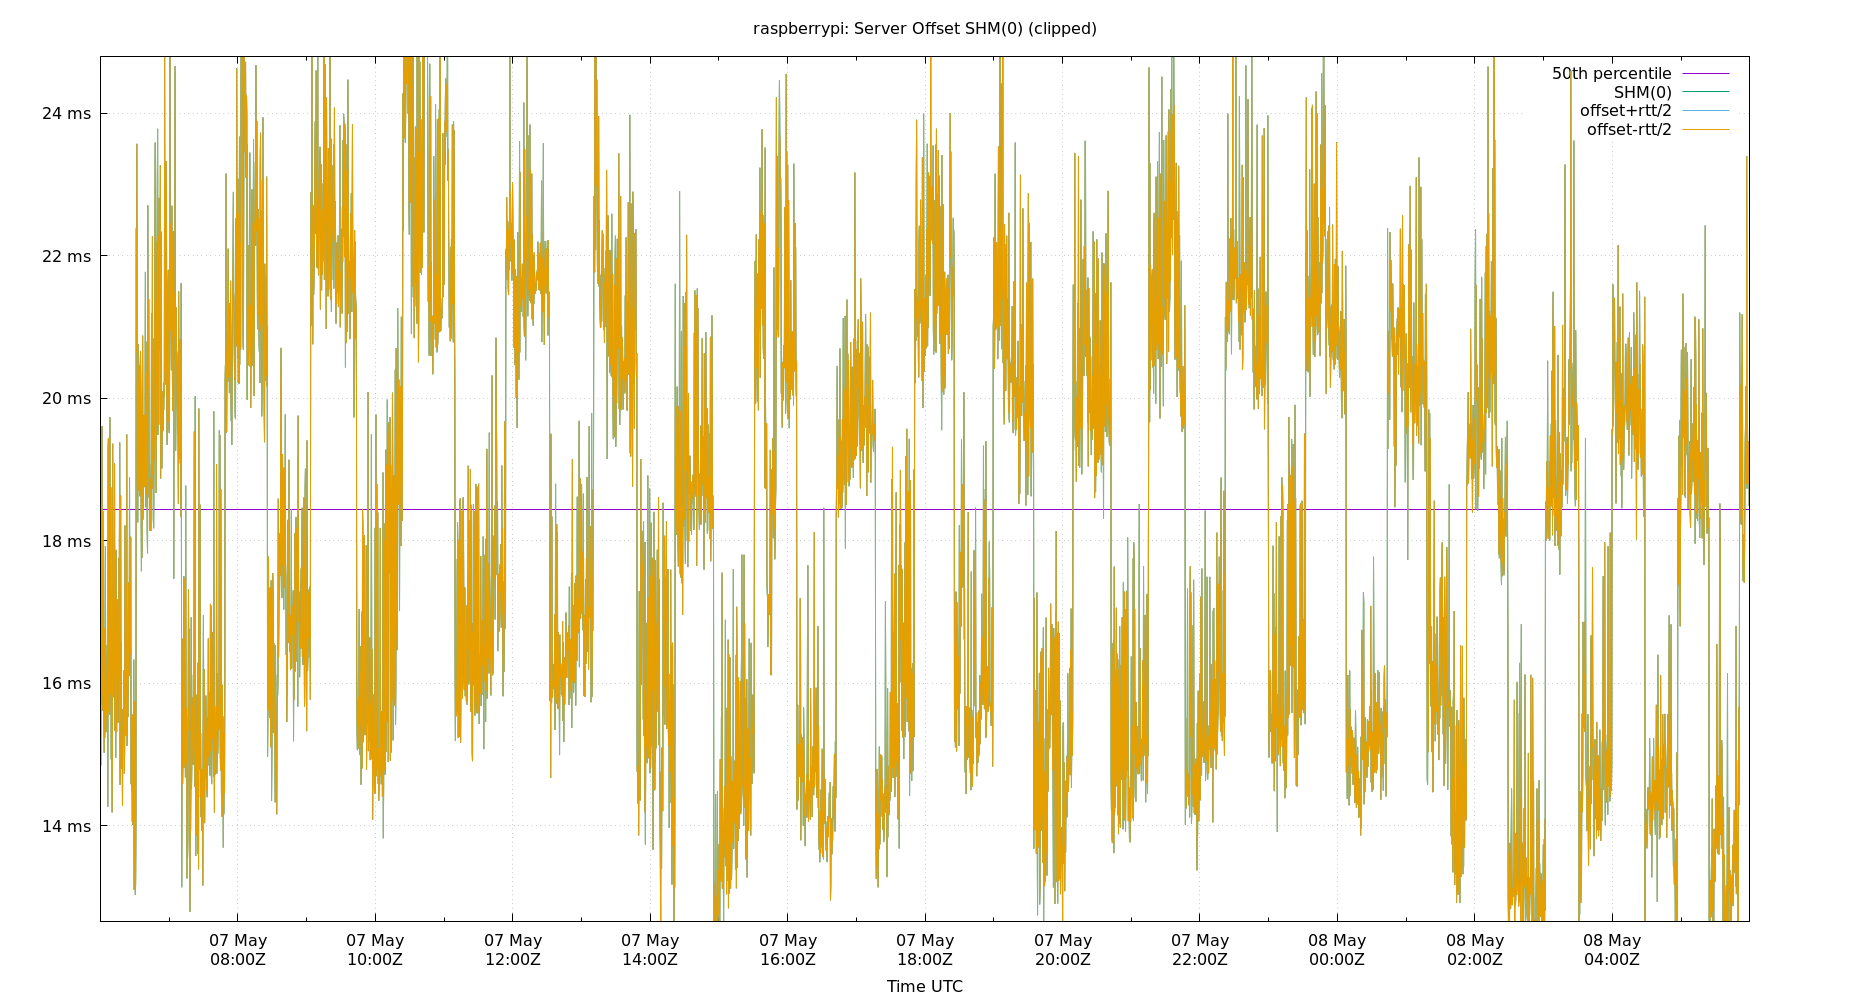 raspberrypi: Server Offset SHM(0) (clipped)
50th percentile
SHM(0)
offset+rtt/2
offset-rtt/2
24 ms
22 ms
20 ms
18 ms
16 ms
14 ms
07 May 07 May 07 May 07 May 07 May 07 May 07 May 07 May 08 May 08 May 08 May
08:00Z 10:00Z 12:00Z 14:00Z 16:00Z 18:00Z 20:00Z 22:00Z 00:00Z 02:00Z 04:00Z
Time UTC